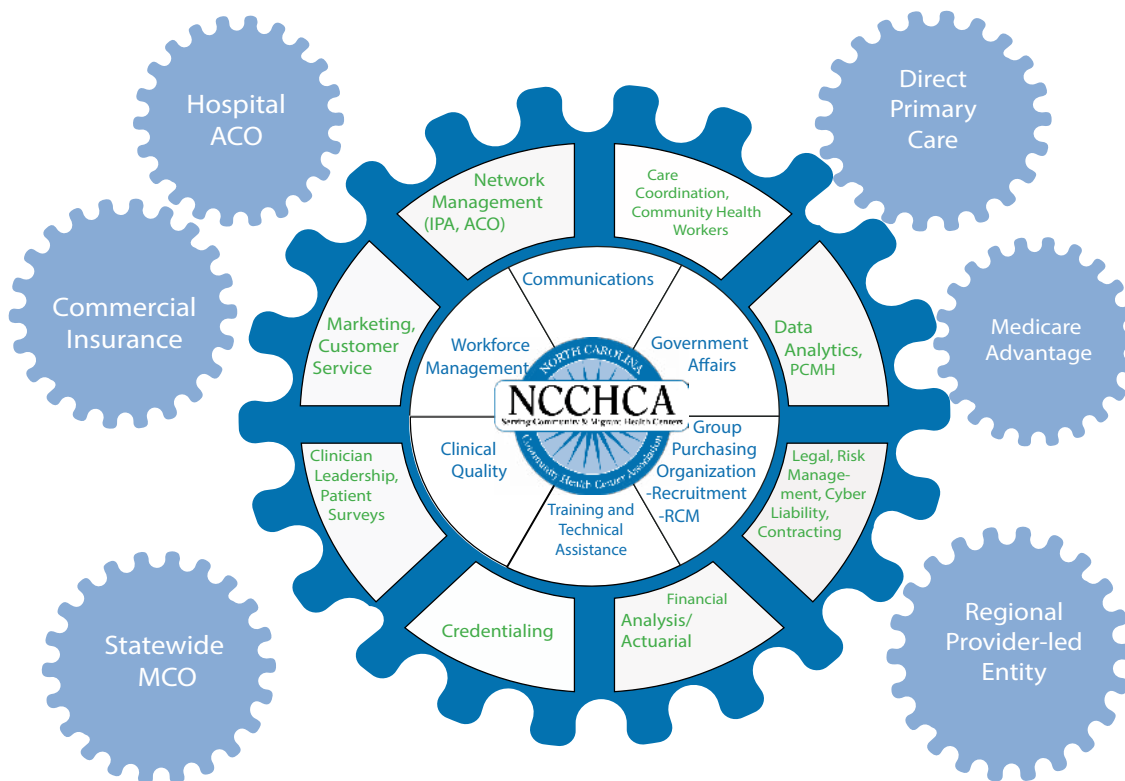 Hospital
ACO
Direct
Primary
Care
Commercial
Insurance
Medicare
Advantage
Statewide
MCO
Regional
Provider-led
Entity
Network
Management
(IPA, ACO)
Care
Coordination,
Community Health
Workers
Marketing,
Customer
Service
Data
Analytics,
PCMH
Clinician
Leadership,
Patient
Surveys
Legal, Risk
Manage-
ment, Cyber
Liability,
Contracting
Credentialing
Financial
Analysis/
Actuarial
Communications
Workforce
Management
Government
Affairs
Clinical
Quality
Group
Purchasing
Organization
-Recruitment
-RCM
Training and
Technical
Assistance
NORTH CAROLINA
NCCHCA
Serving Community & Migrant Health Centers
Community Health Center Association